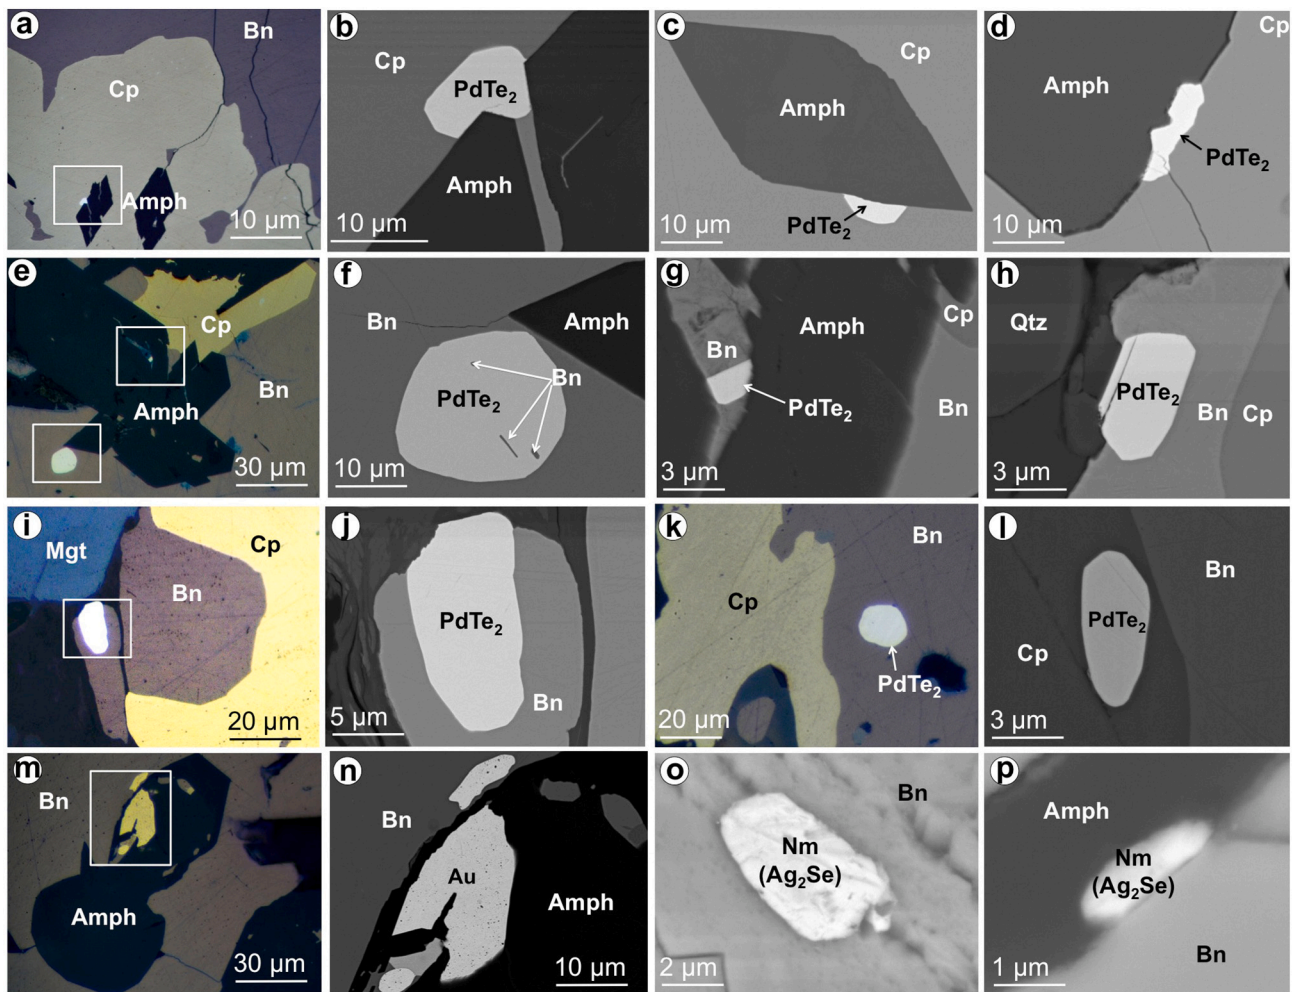 a
Bn
Cp
Amph
10 µm
b
Cp
PdTe₂
Amph
10 µm
c
Cp
Amph
PdTe₂
10 µm
d
Cp
Amph
PdTe₂
10 µm
e
Cp
Bn
Amph
30 µm
f
Bn
Amph
Bn
PdTe₂
10 µm
g
Cp
Amph
Bn
PdTe₂
Bn
3 µm
h
Qtz
PdTe₂
Bn
Cp
3 µm
i
Mgt
Cp
Bn
20 µm
j
PdTe₂
Bn
5 µm
k
Bn
Cp
PdTe₂
20 µm
l
Bn
PdTe₂
Cp
3 µm
m
Bn
Amph
30 µm
n
Bn
Au
Amph
10 µm
o
Bn
Nm
(Ag₂Se)
2 µm
p
Amph
Nm
(Ag₂Se)
Bn
1 µm